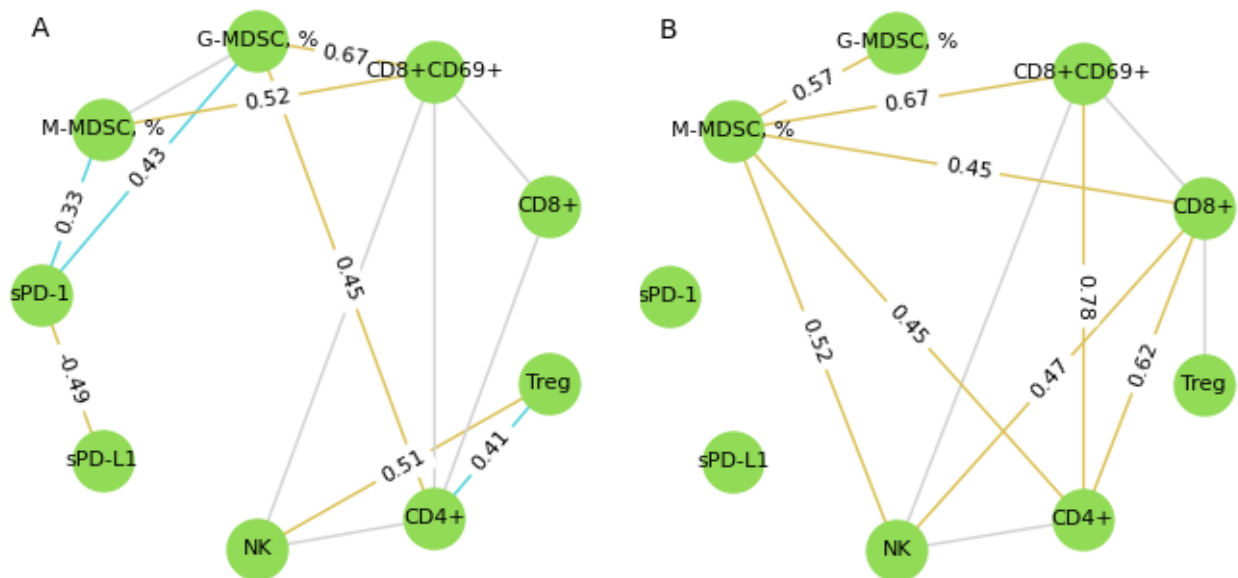 A
G-MDSC, %
0.67
CD8+CD69+
0.52
M-MDSC, %
0.43
0.33
CD8+
0.45
sPD-1
-0.49
Treg
0.41
0.51
sPD-L1
CD4+
NK
B
G-MDSC, %
0.57
CD8+CD69+
0.67
M-MDSC, %
0.45
CD8+
sPD-1
0.78
0.45
0.52
0.62
0.47
Treg
sPD-L1
CD4+
NK